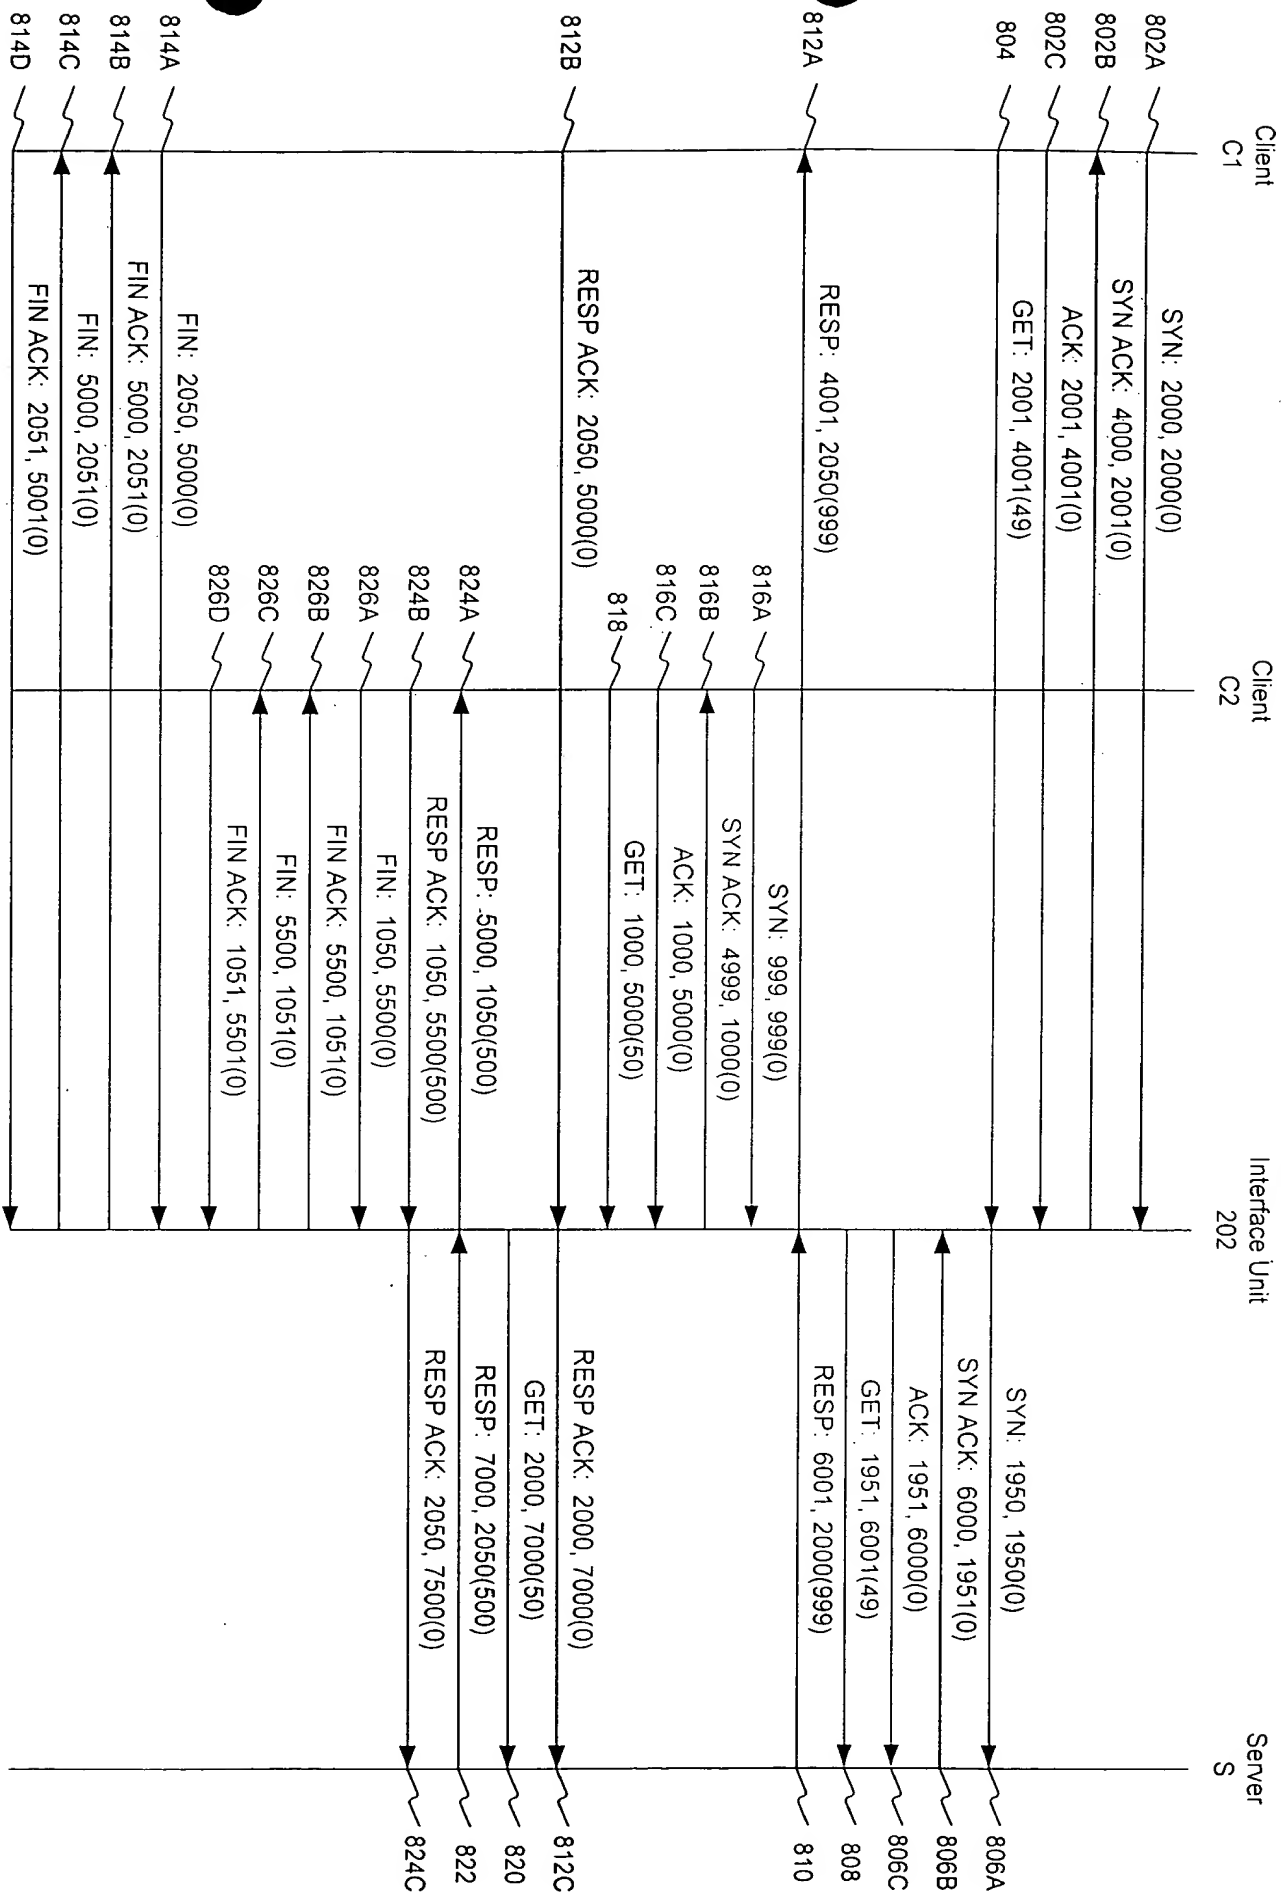 Client
C1
Client
C2
Interface Unit
202
Server
S
802A
SYN: 2000, 2000(0)
802B
SYN ACK: 4000, 2001(0)
802C
ACK: 2001, 4001(0)
804
GET: 2001, 4001(49)
SYN: 1950, 1950(0)
806A
SYN ACK: 6000, 1951(0)
806B
ACK: 1951, 6000(0)
806C
GET: 1951, 6001(49)
808
RESP: 6001, 2000(999)
810
812A
RESP: 4001, 2050(999)
816A
SYN: 999, 999(0)
816B
SYN ACK: 4999, 1000(0)
816C
ACK: 1000, 5000(0)
818
GET: 1000, 5000(50)
812B
RESP ACK: 2050, 5000(0)
RESP ACK: 2000, 7000(0)
812C
GET: 2000, 7000(50)
820
RESP: 7000, 2050(500)
822
824A
RESP: 5000, 1050(500)
824B
RESP ACK: 1050, 5500(500)
RESP ACK: 2050, 7500(0)
824C
826A
FIN: 1050, 5500(0)
826B
FIN ACK: 5500, 1051(0)
826C
FIN: 5500, 1051(0)
826D
FIN ACK: 1051, 5501(0)
814A
FIN: 2050, 5000(0)
814B
FIN ACK: 5000, 2051(0)
814C
FIN: 5000, 2051(0)
814D
FIN ACK: 2051, 5001(0)